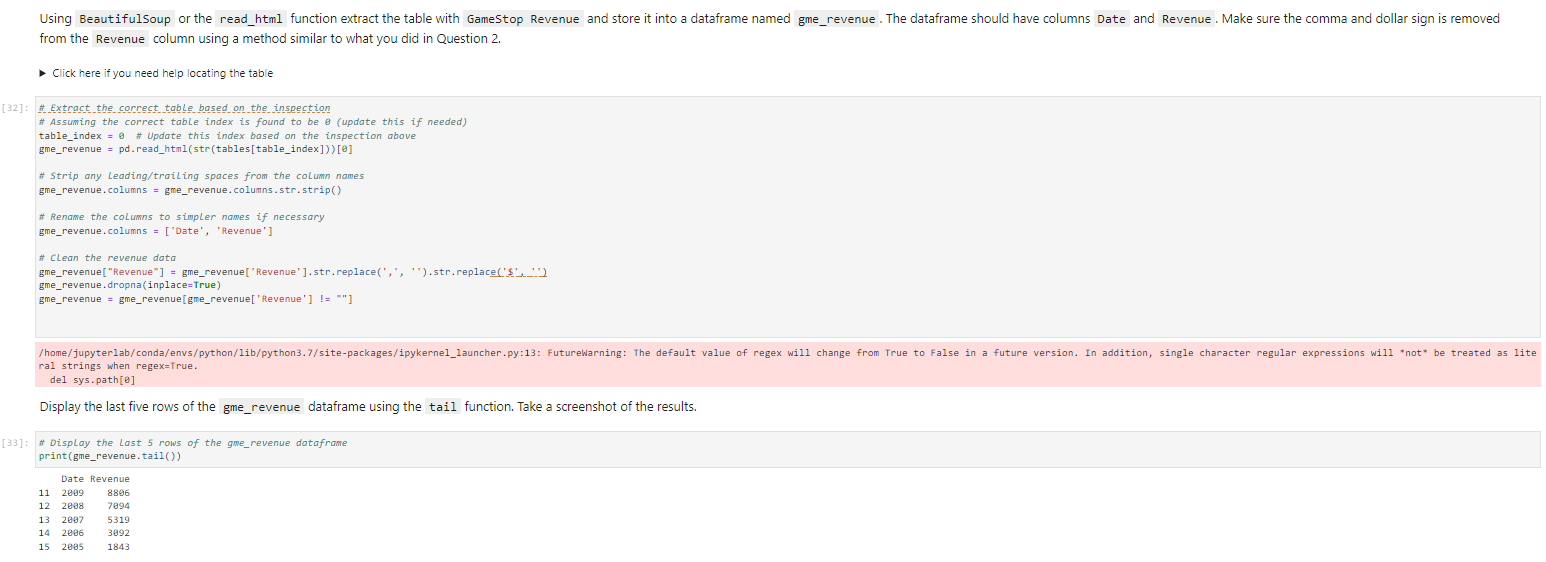 Using BeautifulSoup or the read_html function extract the table with GameStop Revenue and store it into a dataframe named gme_revenue. The dataframe should have columns Date and Revenue. Make sure the comma and dollar sign is removed
from the Revenue column using a method similar to what you did in Question 2.
▶ Click here if you need help locating the table
[32]: # Extract the correct table based on the inspection
# Assuming the correct table index is found to be 0 (update this if needed)
table_index = 0  # Update this index based on the inspection above
gme_revenue = pd.read_html(str(tables[table_index]))[0]
# Strip any leading/trailing spaces from the column names
gme_revenue.columns = gme_revenue.columns.str.strip()
# Rename the columns to simpler names if necessary
gme_revenue.columns = ['Date', 'Revenue']
# Clean the revenue data
gme_revenue["Revenue"] = gme_revenue['Revenue'].str.replace(',', '').str.replace('$', '')
gme_revenue.dropna(inplace=True)
gme_revenue = gme_revenue[gme_revenue['Revenue'] != ""]
/home/jupyterlab/conda/envs/python/lib/python3.7/site-packages/ipykernel_launcher.py:13: FutureWarning: The default value of regex will change from True to False in a future version. In addition, single character regular expressions will *not* be treated as lite
ral strings when regex=True.
  del sys.path[0]
Display the last five rows of the gme_revenue dataframe using the tail function. Take a screenshot of the results.
[33]: # Display the last 5 rows of the gme_revenue dataframe
print(gme_revenue.tail())
Date Revenue
11 2009 8806
12 2008 7094
13 2007 5319
14 2006 3092
15 2005 1843